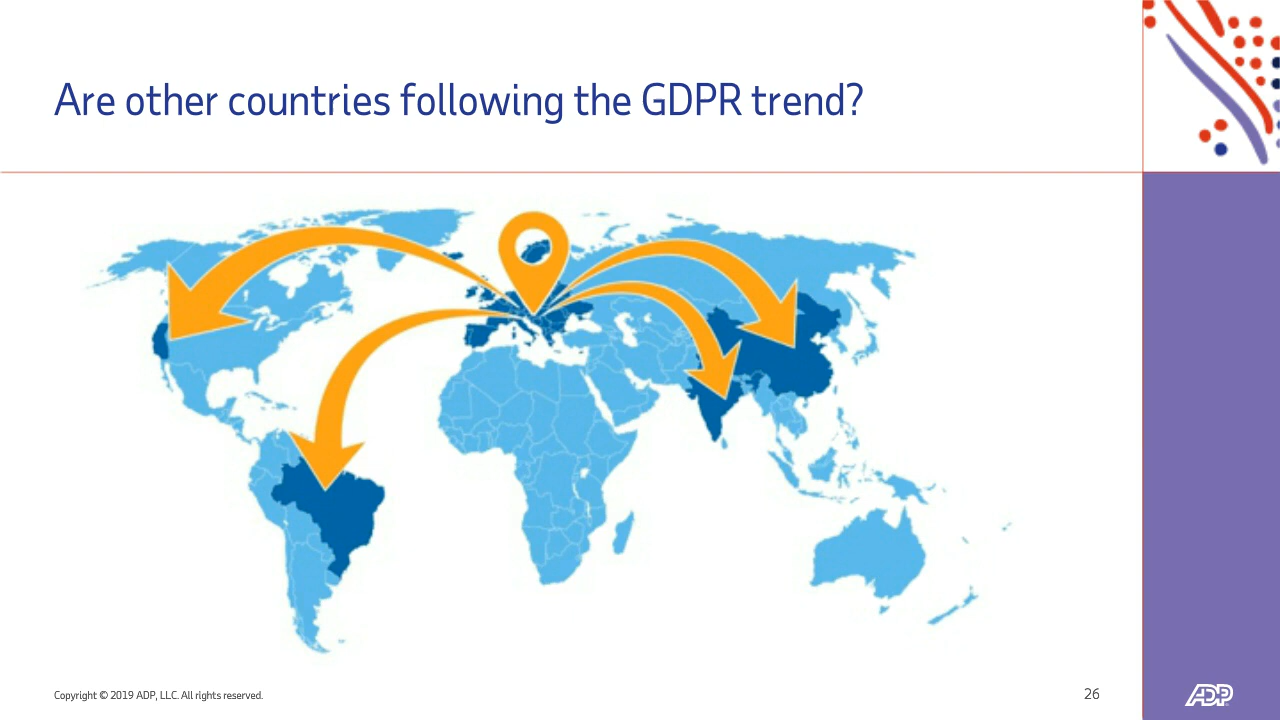 Are other countries following the GDPR trend?
Copyright © 2019 ADP, LLC. All rights reserved.
26
ADP